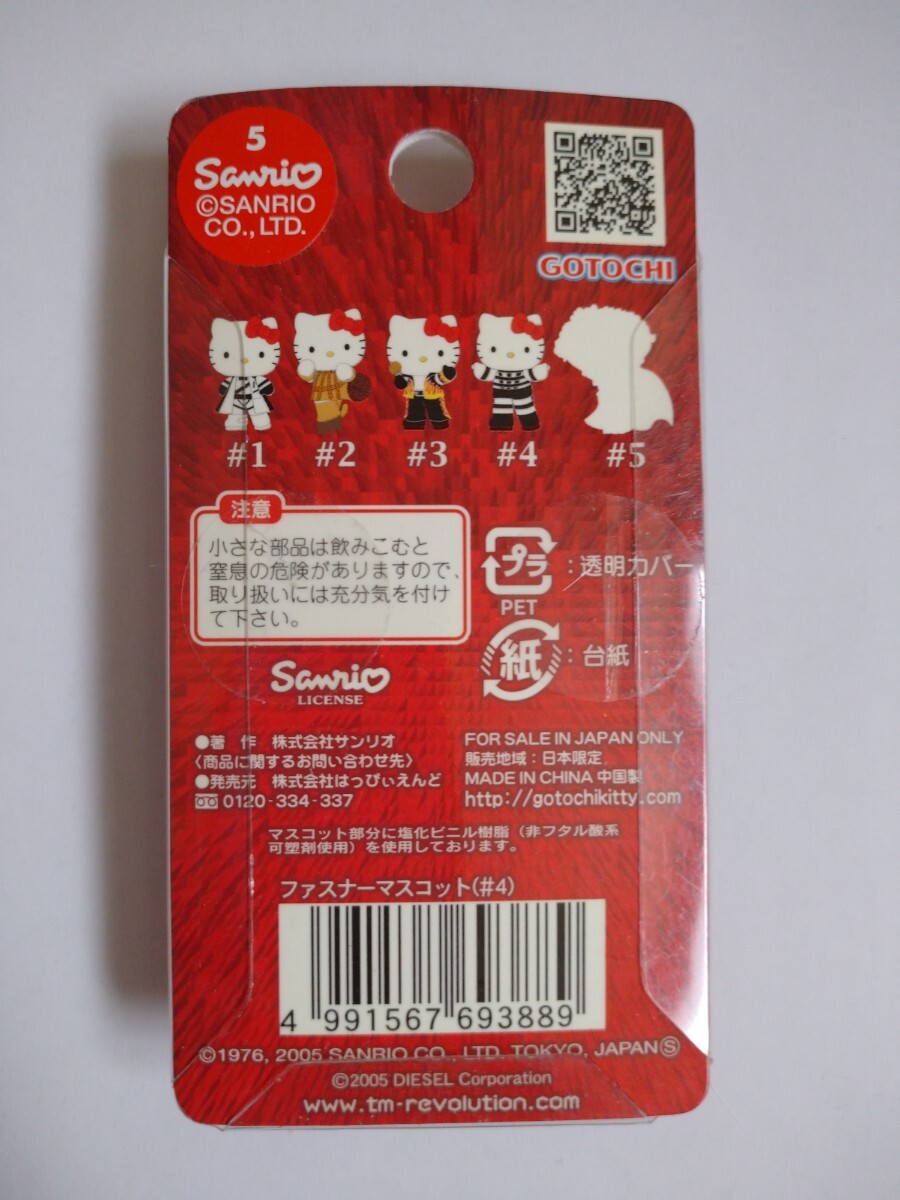 5
Sanrio
©SANRIO
CO., LTD.
GOTOCHI
#1 #2 #3 #4 #5
注意
小さな部品は飲みこむと
窒息の危険がありますので、
取り扱いには充分気を付け
て下さい。
プラ：透明カバー
PET
紙：台紙
Sanrio
LICENSE
●著 作 株式会社サンリオ
〈商品に関するお問い合わせ先〉
●発売元 株式会社はっぴぃえんど
0120-334-337
FOR SALE IN JAPAN ONLY
販売地域：日本限定
MADE IN CHINA 中国製
http://gotochikitty.com
マスコット部分に塩化ビニル樹脂（非フタル酸系
可塑剤使用）を使用しております。
ファスナーマスコット(#4)
4 991567 693889
©1976, 2005 SANRIO CO., LTD. TOKYO, JAPAN Ⓢ
©2005 DIESEL Corporation
www.tm-revolution.com